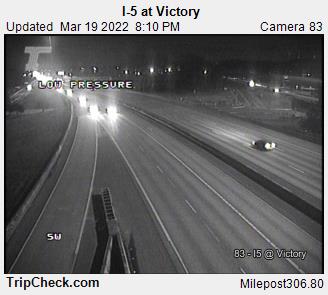 I-5 at Victory
Updated Mar 19 2022 8:10 PM Camera 83
LOW PRESSURE
SW
83 - I5 @ Victory
TripCheck.com Milepost306.80